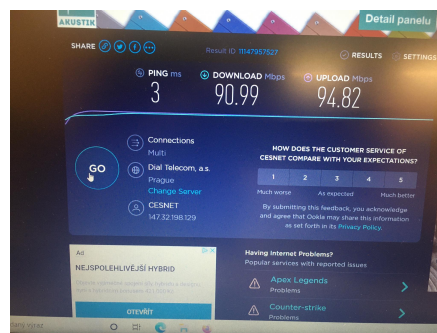 AKUSTIK
Detail panelu
SHARE
Result ID 11147957527
RESULTS
SETTINGS
PING ms
DOWNLOAD Mbps
UPLOAD Mbps
3
90.99
94.82
GO
Connections
Multi
Dial Telecom, a.s.
Prague
Change Server
CESNET
147.32.198.129
HOW DOES THE CUSTOMER SERVICE OF
CESNET COMPARE WITH YOUR EXPECTATIONS?
1 2 3 4 5
Much worse As expected Much better
By submitting this feedback, you acknowledge
and agree that Ookla may share this information
as set forth in its Privacy Policy.
Ad
NEJSPOLEHLIVĚJŠÍ HYBRID
OTEVŘÍT
Having Internet Problems?
Popular services with reported issues
Apex Legends
Problems
Counter-strike
Problems